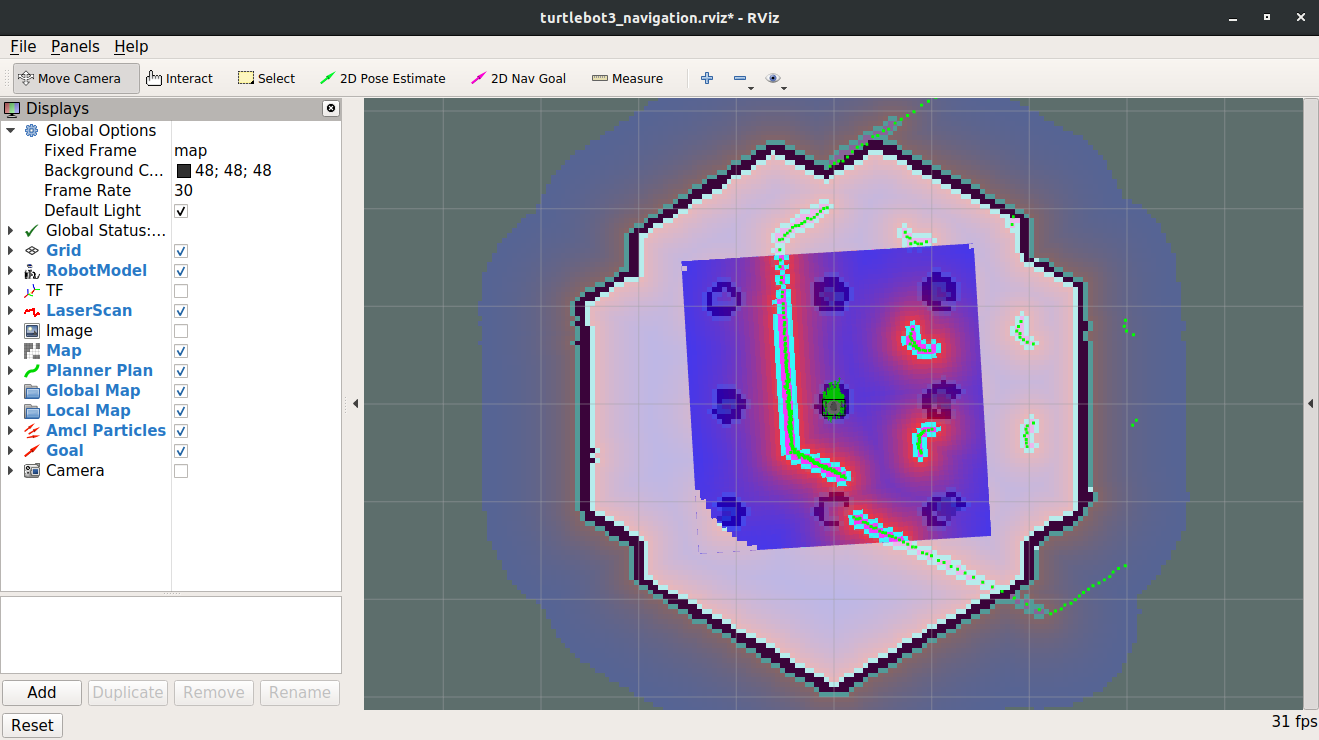 turtlebot3_navigation.rviz* - RViz
File Panels Help
Move Camera Interact Select 2D Pose Estimate 2D Nav Goal Measure
Displays
Global Options
Fixed Frame map
Background C... 48; 48; 48
Frame Rate 30
Default Light
Global Status:...
Grid
RobotModel
TF
LaserScan
Image
Map
Planner Plan
Global Map
Local Map
Amcl Particles
Goal
Camera
Add Duplicate Remove Rename
Reset 31 fps